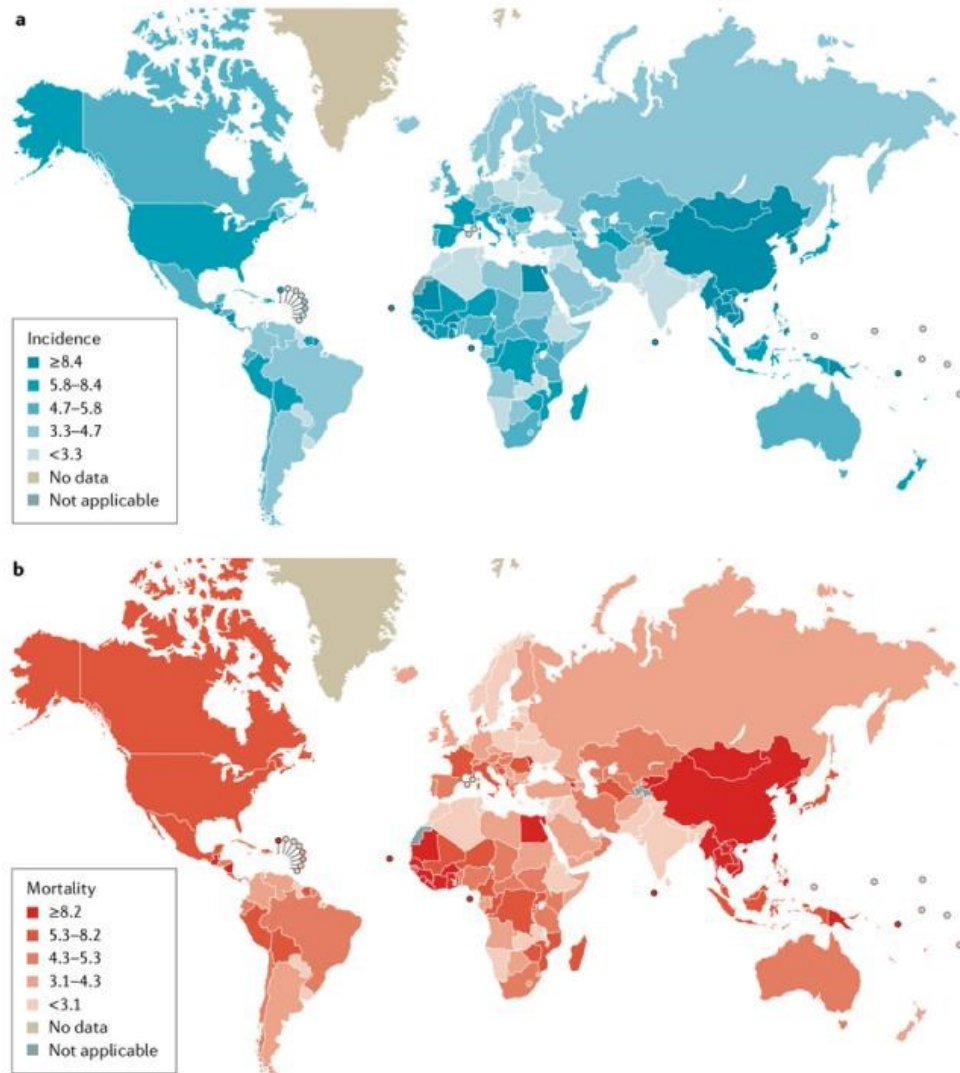 a
Incidence
≥8.4
5.8–8.4
4.7–5.8
3.3–4.7
<3.3
No data
Not applicable
b
Mortality
≥8.2
5.3–8.2
4.3–5.3
3.1–4.3
<3.1
No data
Not applicable